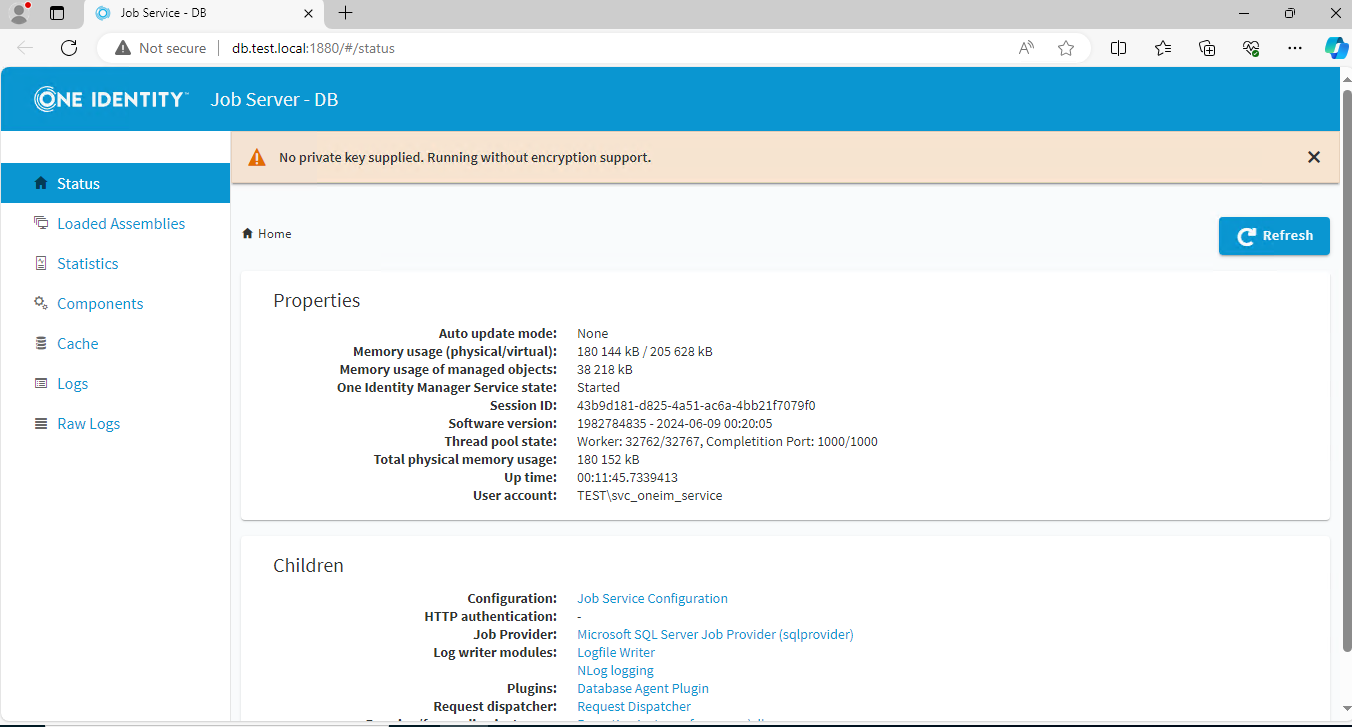 Job Service - DB
Not secure db.test.local:1880/#/status
ONE IDENTITY™ Job Server - DB
No private key supplied. Running without encryption support.
Status
Loaded Assemblies
Statistics
Components
Cache
Logs
Raw Logs
Home
Refresh
Properties
Auto update mode: None
Memory usage (physical/virtual): 180 144 kB / 205 628 kB
Memory usage of managed objects: 38 218 kB
One Identity Manager Service state: Started
Session ID: 43b9d181-d825-4a51-ac6a-4bb21f7079f0
Software version: 1982784835 - 2024-06-09 00:20:05
Thread pool state: Worker: 32762/32767, Completition Port: 1000/1000
Total physical memory usage: 180 152 kB
Up time: 00:11:45.7339413
User account: TEST\svc_oneim_service
Children
Configuration: Job Service Configuration
HTTP authentication: -
Job Provider: Microsoft SQL Server Job Provider (sqlprovider)
Log writer modules: Logfile Writer
NLog logging
Plugins: Database Agent Plugin
Request dispatcher: Request Dispatcher